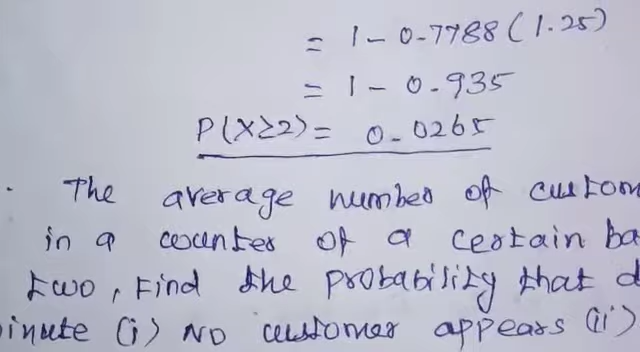 = 1 - 0.7788 (1.25)
= 1 - 0.935
P(X≥2) = 0.0265
. The average number of custom
in a counter of a certain ba
two, Find the probability that d
inute (i) No customer appears (ii)